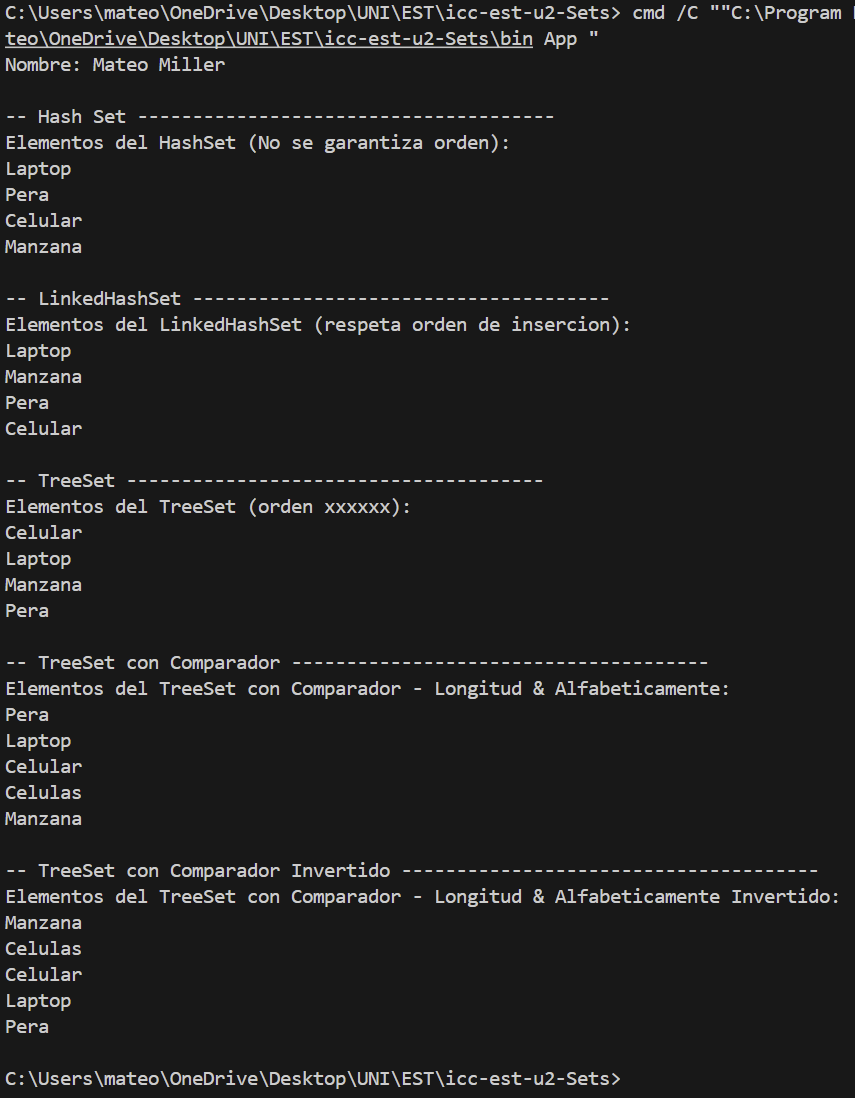 C:\Users\mateo\OneDrive\Desktop\UNI\EST\icc-est-u2-Sets> cmd /C ""C:\Program
teo\OneDrive\Desktop\UNI\EST\icc-est-u2-Sets\bin App "
Nombre: Mateo Miller

-- Hash Set --------------------------------------
Elementos del HashSet (No se garantiza orden):
Laptop
Pera
Celular
Manzana

-- LinkedHashSet --------------------------------------
Elementos del LinkedHashSet (respeta orden de insercion):
Laptop
Manzana
Pera
Celular

-- TreeSet --------------------------------------
Elementos del TreeSet (orden xxxxxx):
Celular
Laptop
Manzana
Pera

-- TreeSet con Comparador --------------------------------------
Elementos del TreeSet con Comparador - Longitud & Alfabeticamente:
Pera
Laptop
Celular
Celulas
Manzana

-- TreeSet con Comparador Invertido --------------------------------------
Elementos del TreeSet con Comparador - Longitud & Alfabeticamente Invertido:
Manzana
Celulas
Celular
Laptop
Pera

C:\Users\mateo\OneDrive\Desktop\UNI\EST\icc-est-u2-Sets>